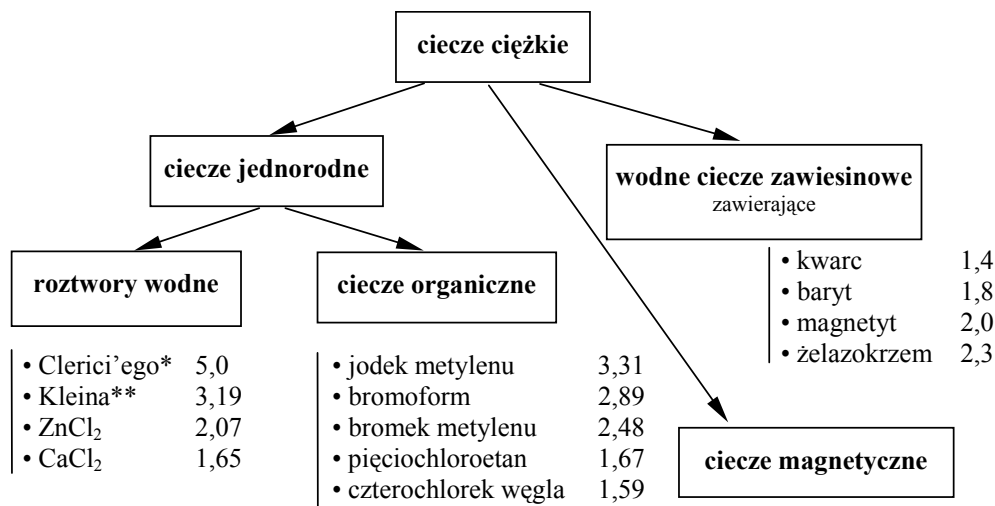 ciecze ciężkie
ciecze jednorodne
wodne ciecze zawiesinowe
zawierające
roztwory wodne
ciecze organiczne
• kwarc 1,4
• baryt 1,8
• magnetyt 2,0
• żelazokrzem 2,3
• Clerici’ego* 5,0
• Kleina** 3,19
• ZnCl₂ 2,07
• CaCl₂ 1,65
• jodek metylenu 3,31
• bromoform 2,89
• bromek metylenu 2,48
• pięciochloroetan 1,67
• czterochlorek węgla 1,59
ciecze magnetyczne